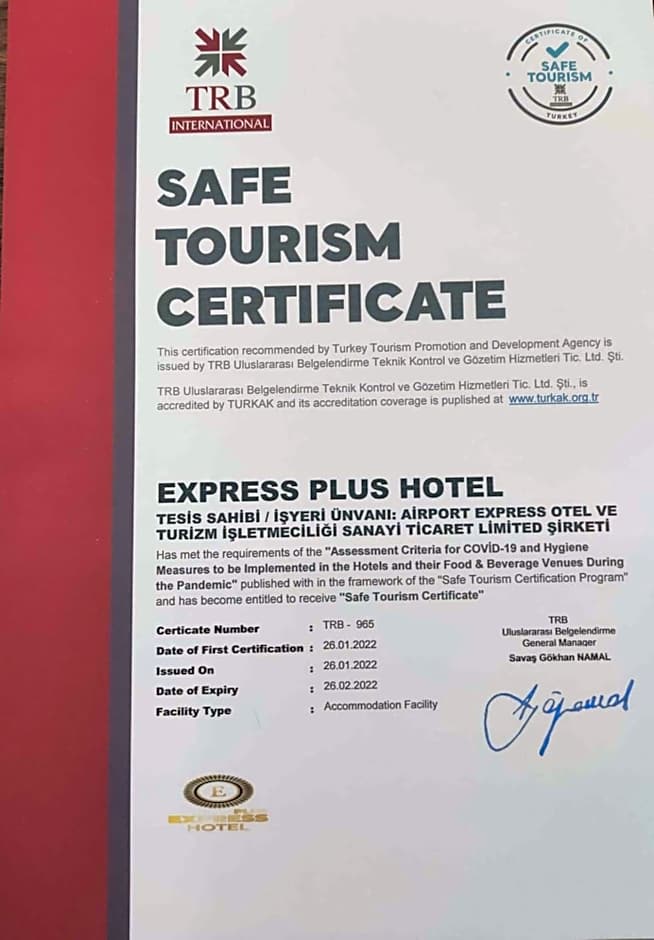 TRB
INTERNATIONAL
CERTIFICATE OF
SAFE
TOURISM
TRB
TURKEY
SAFE
TOURISM
CERTIFICATE
This certification recommended by Turkey Tourism Promotion and Development Agency is
issued by TRB Uluslararası Belgelendirme Teknik Kontrol ve Gözetim Hizmetleri Tic. Ltd. Şti.
TRB Uluslararası Belgelendirme Teknik Kontrol ve Gözetim Hizmetleri Tic. Ltd. Şti., is
accredited by TURKAK and its accreditation coverage is puplished at www.turkak.org.tr
EXPRESS PLUS HOTEL
TESİS SAHİBİ / İŞYERİ ÜNVANI: AİRPORT EXPRESS OTEL VE
TURİZM İŞLETMECİLİĞİ SANAYİ TİCARET LİMİTED ŞİRKETİ
Has met the requirements of the "Assessment Criteria for COVİD-19 and Hygiene
Measures to be Implemented in the Hotels and their Food & Beverage Venues During
the Pandemic" published with in the framework of the "Safe Tourism Certification Program"
and has become entitled to receive "Safe Tourism Certificate"
Certicate Number : TRB - 965
Date of First Certification : 26.01.2022
Issued On : 26.01.2022
Date of Expiry : 26.02.2022
Facility Type : Accommodation Facility
TRB
Uluslararası Belgelendirme
General Manager
Savaş Gökhan NAMAL
E
PLUS
EXPRESS
HOTEL